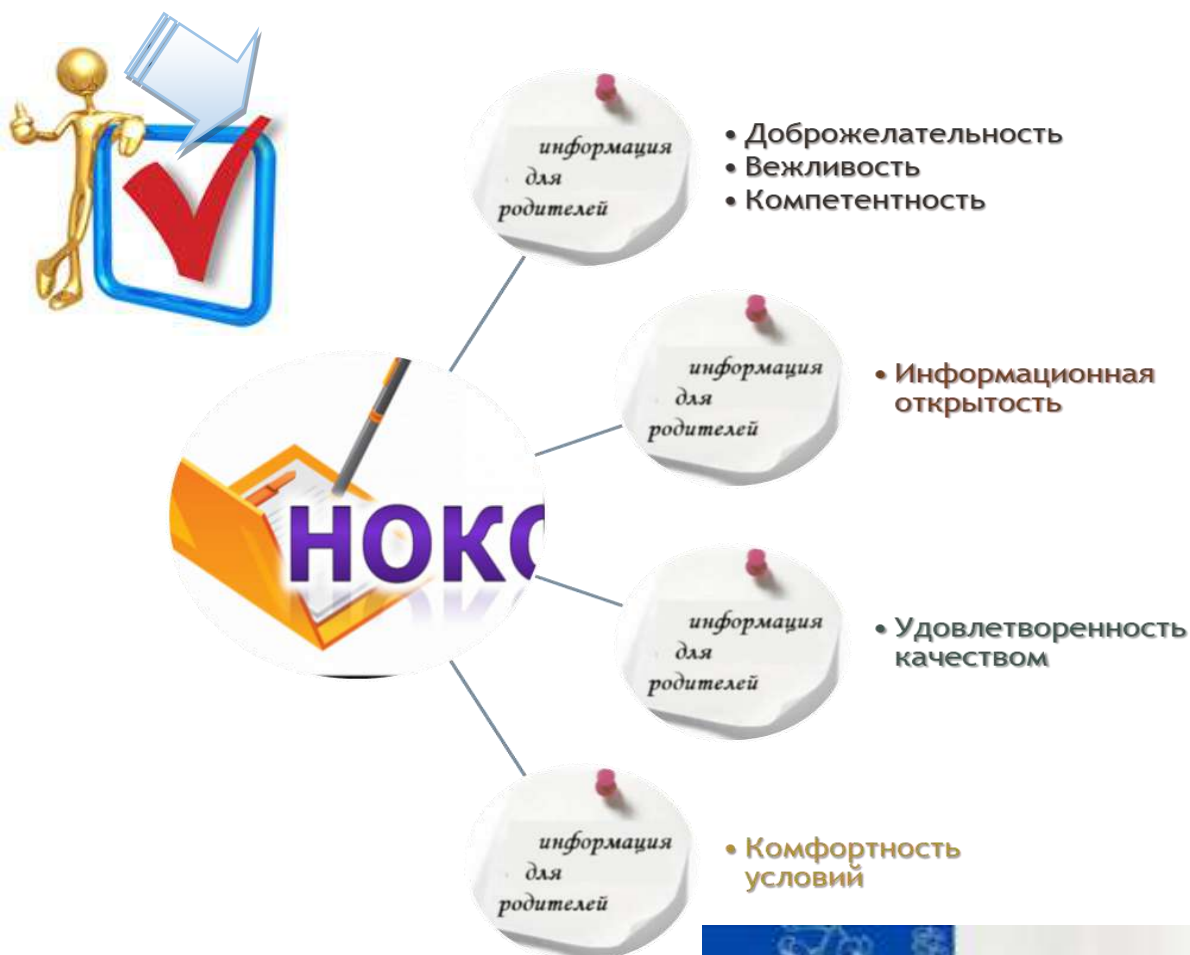 информация
для
родителей
• Доброжелательность
• Вежливость
• Компетентность
информация
для
родителей
• Информационная
открытость
НОКО
информация
для
родителей
• Удовлетворенность
качеством
информация
для
родителей
• Комфортность
условий